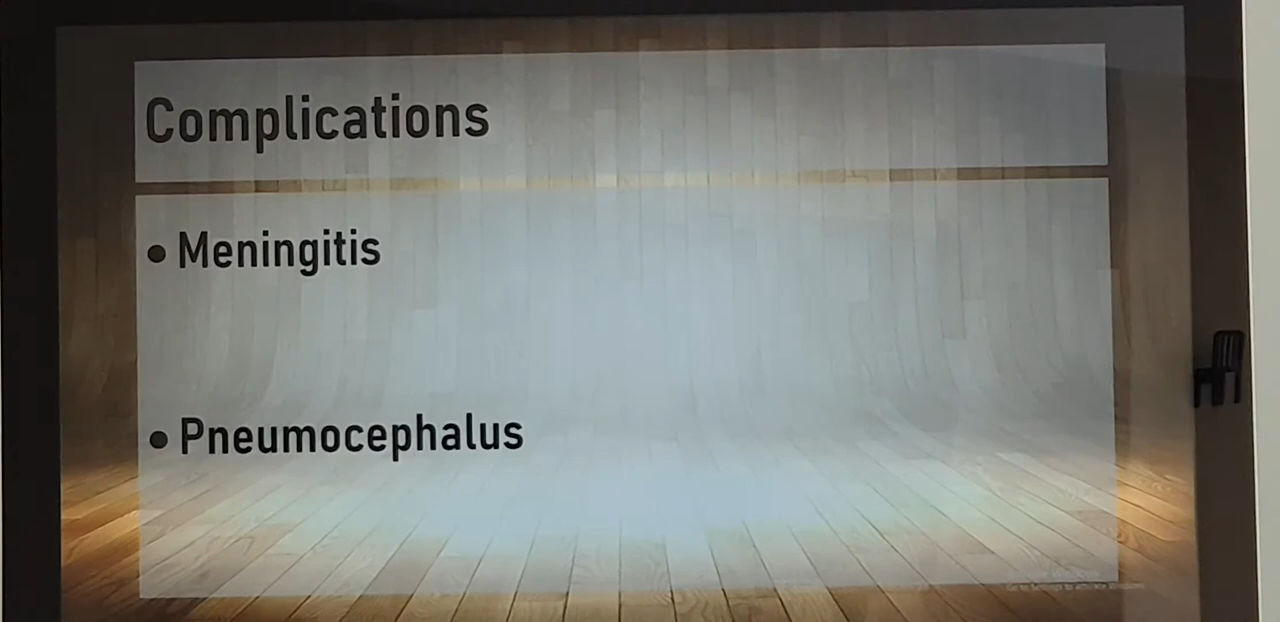 Complications
• Meningitis
• Pneumocephalus